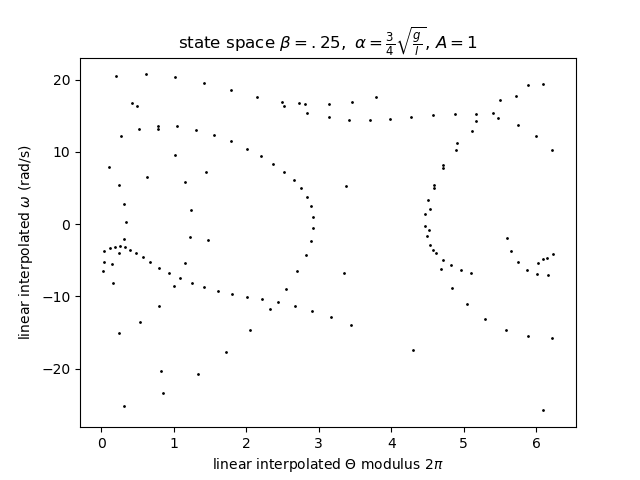 state space β = .25, α = 3/4 √(g/l), A = 1
20
10
0
−10
−20
linear interpolated ω (rad/s)
0 1 2 3 4 5 6
linear interpolated Θ modulus 2π